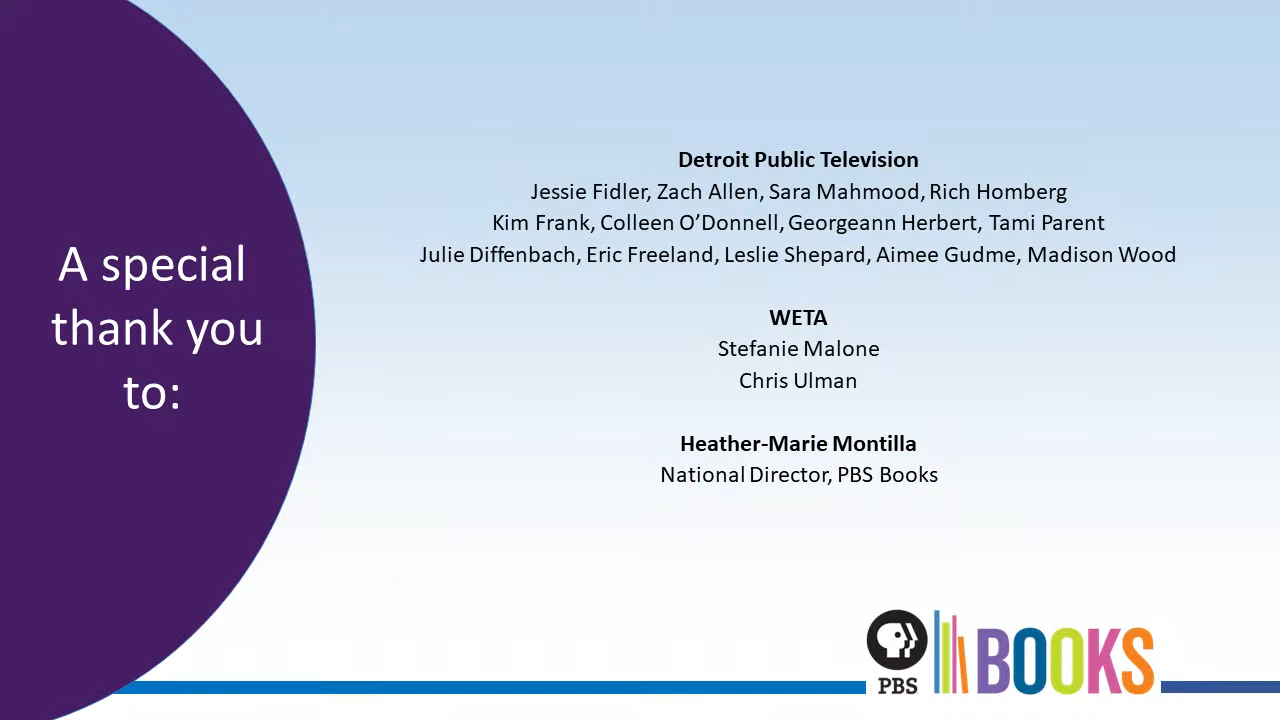 A special
thank you
to:
Detroit Public Television
Jessie Fidler, Zach Allen, Sara Mahmood, Rich Homberg
Kim Frank, Colleen O’Donnell, Georgeann Herbert, Tami Parent
Julie Diffenbach, Eric Freeland, Leslie Shepard, Aimee Gudme, Madison Wood
WETA
Stefanie Malone
Chris Ulman
Heather-Marie Montilla
National Director, PBS Books
PBS
BOOKS